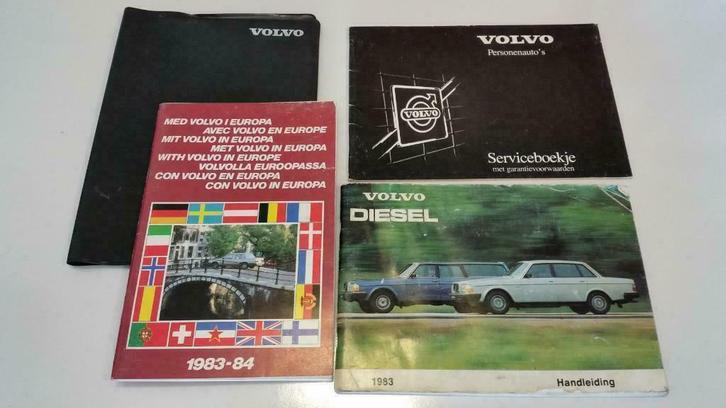 VOLVO
VOLVO
Personenauto's
VOLVO
Serviceboekje
met garantievoorwaarden
MED VOLVO I EUROPA
AVEC VOLVO EN EUROPE
MIT VOLVO IN EUROPA
MET VOLVO IN EUROPA
WITH VOLVO IN EUROPE
VOLVOLLA EUROOPASSA
CON VOLVO EN EUROPA
CON VOLVO IN EUROPA
1983-84
VOLVO
DIESEL
1983 Handleiding